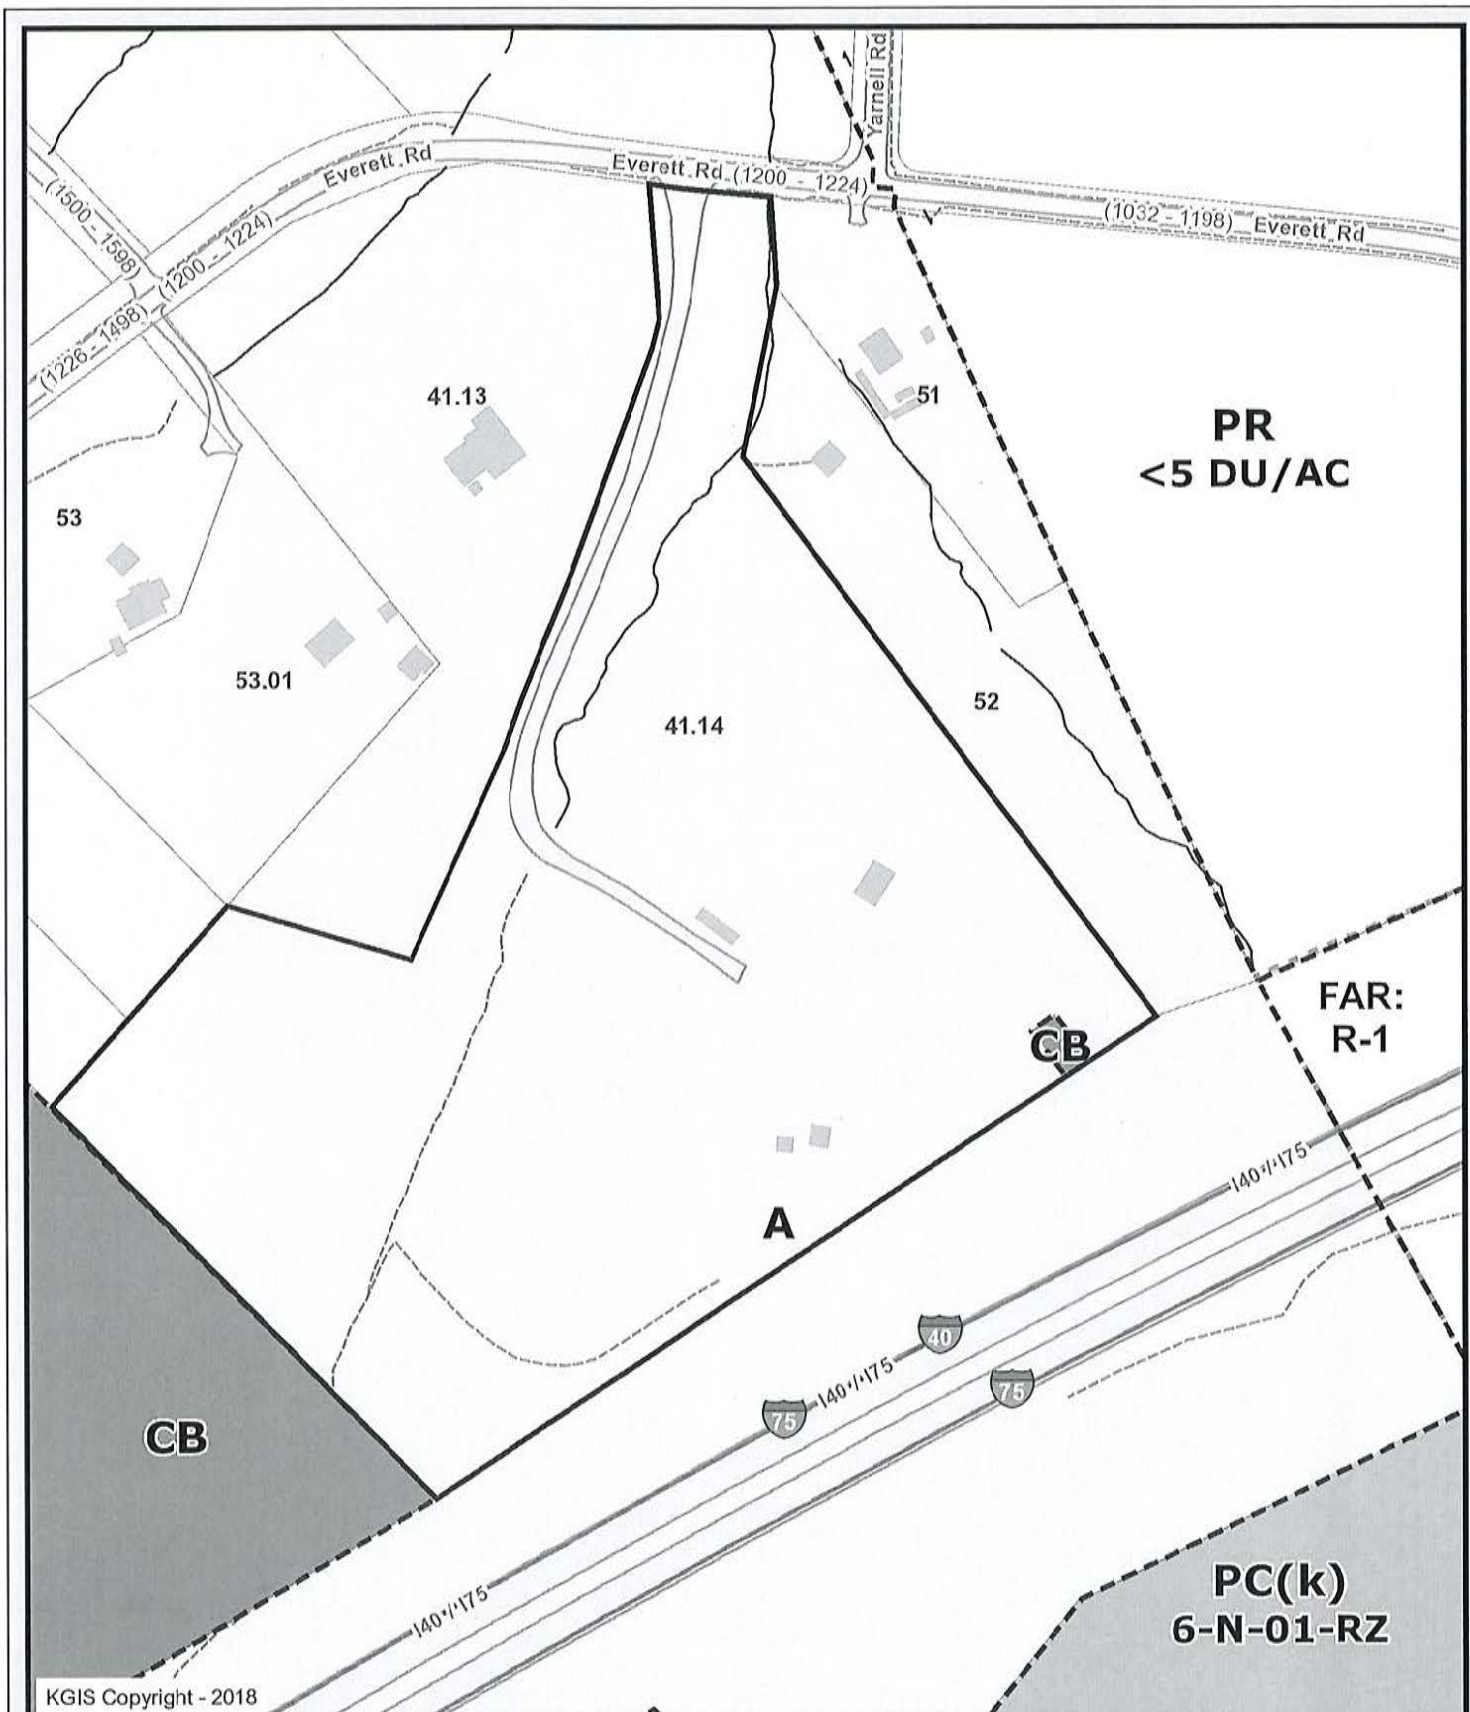 Yarnell Rd
Everett Rd
Everett Rd (1200 - 1224)
(1032 - 1198) Everett Rd
(1500 - 1598)
(1200 - 1224)
(1226 - 1498)
41.13
51
PR
<5 DU/AC
53
53.01
52
41.14
FAR:
R-1
CB
A
I40 / I75
40
I40 / I75
75
75
CB
PC(k)
6-N-01-RZ
I40 / I75
KGIS Copyright - 2018